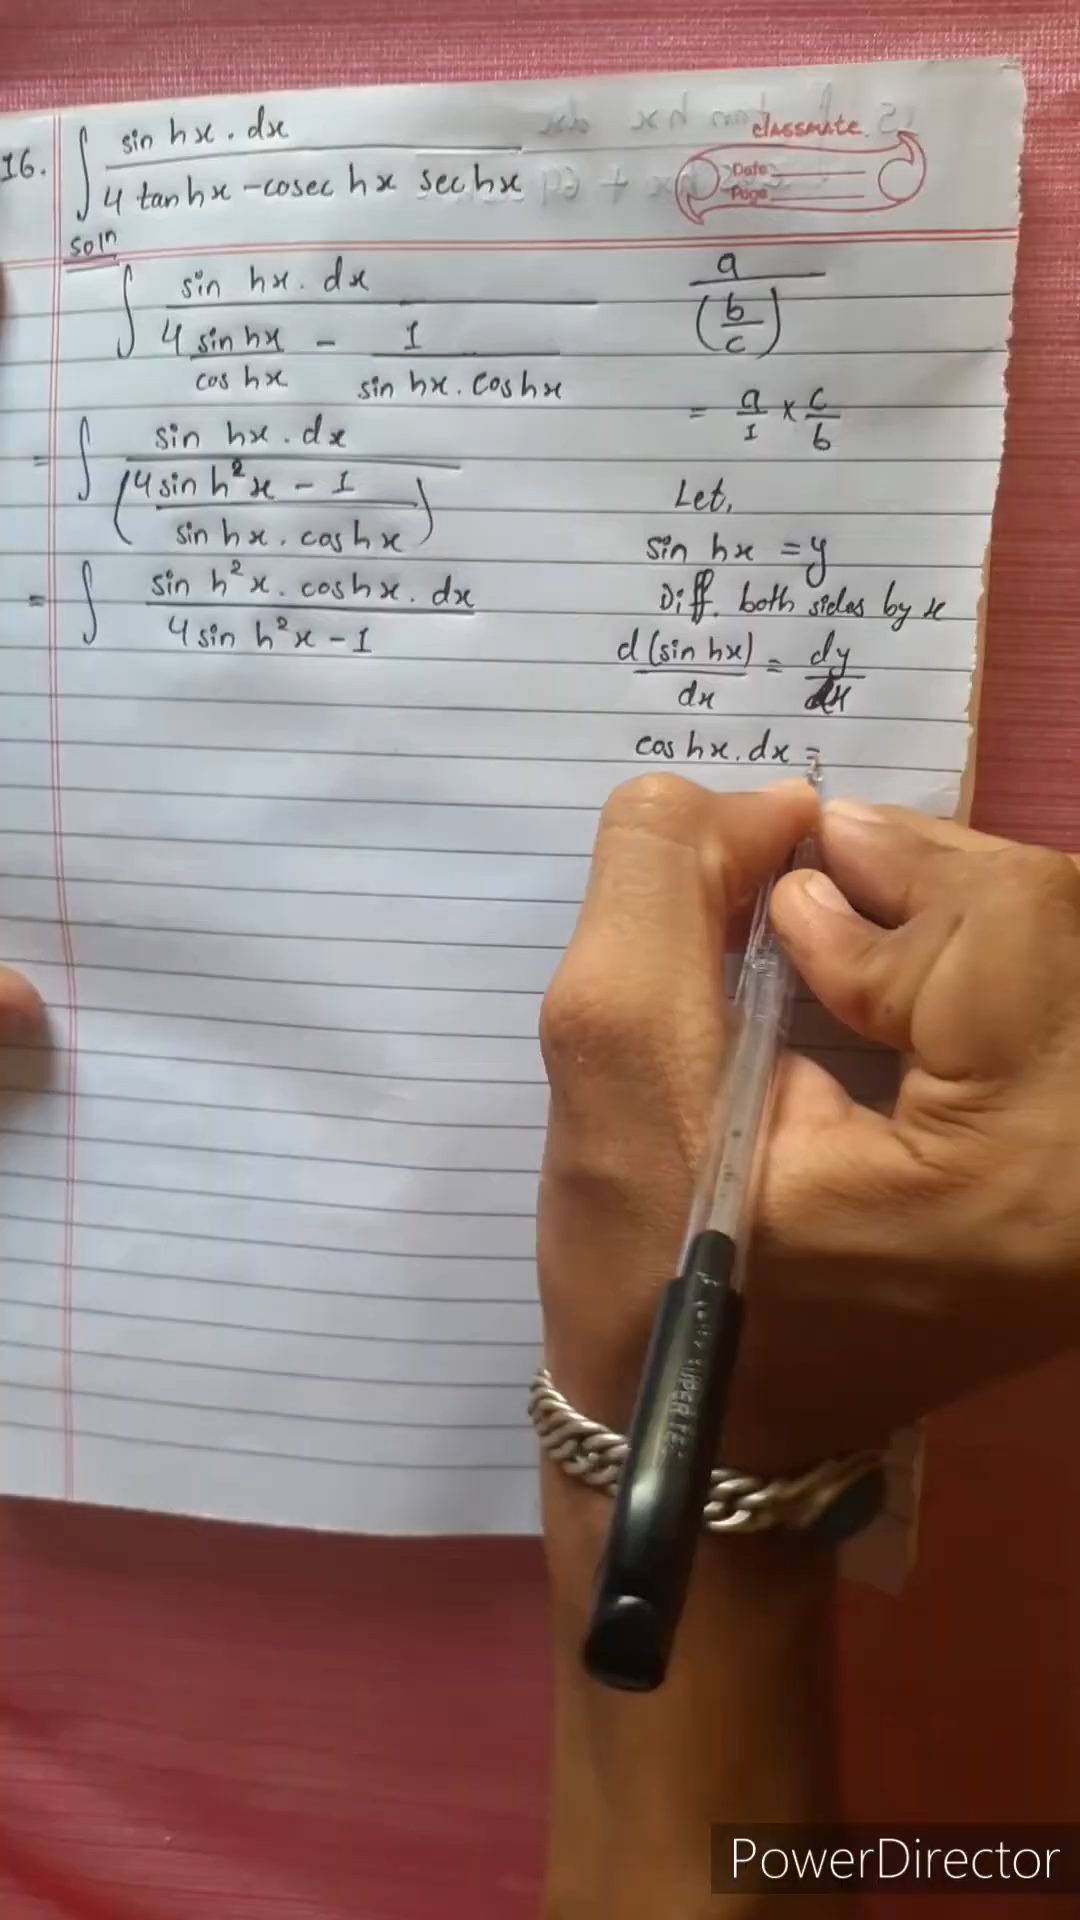 16. ∫ sin hx . dx
4 tan hx - cosec hx sec hx
classmate
Date
Page
Soln
∫ sin hx . dx
4 sin hx - 1
cos hx sin hx . cos hx
= ∫ sin hx . dx
(4 sin h²x - 1)
sin hx . cos hx
= ∫ sin h²x . cos hx . dx
4 sin h²x - 1
a
(b
c)
= a × c
1 b
Let,
sin hx = y
Diff. both sides by x
d (sin hx) = dy
dx dx
cos hx . dx =
PowerDirector